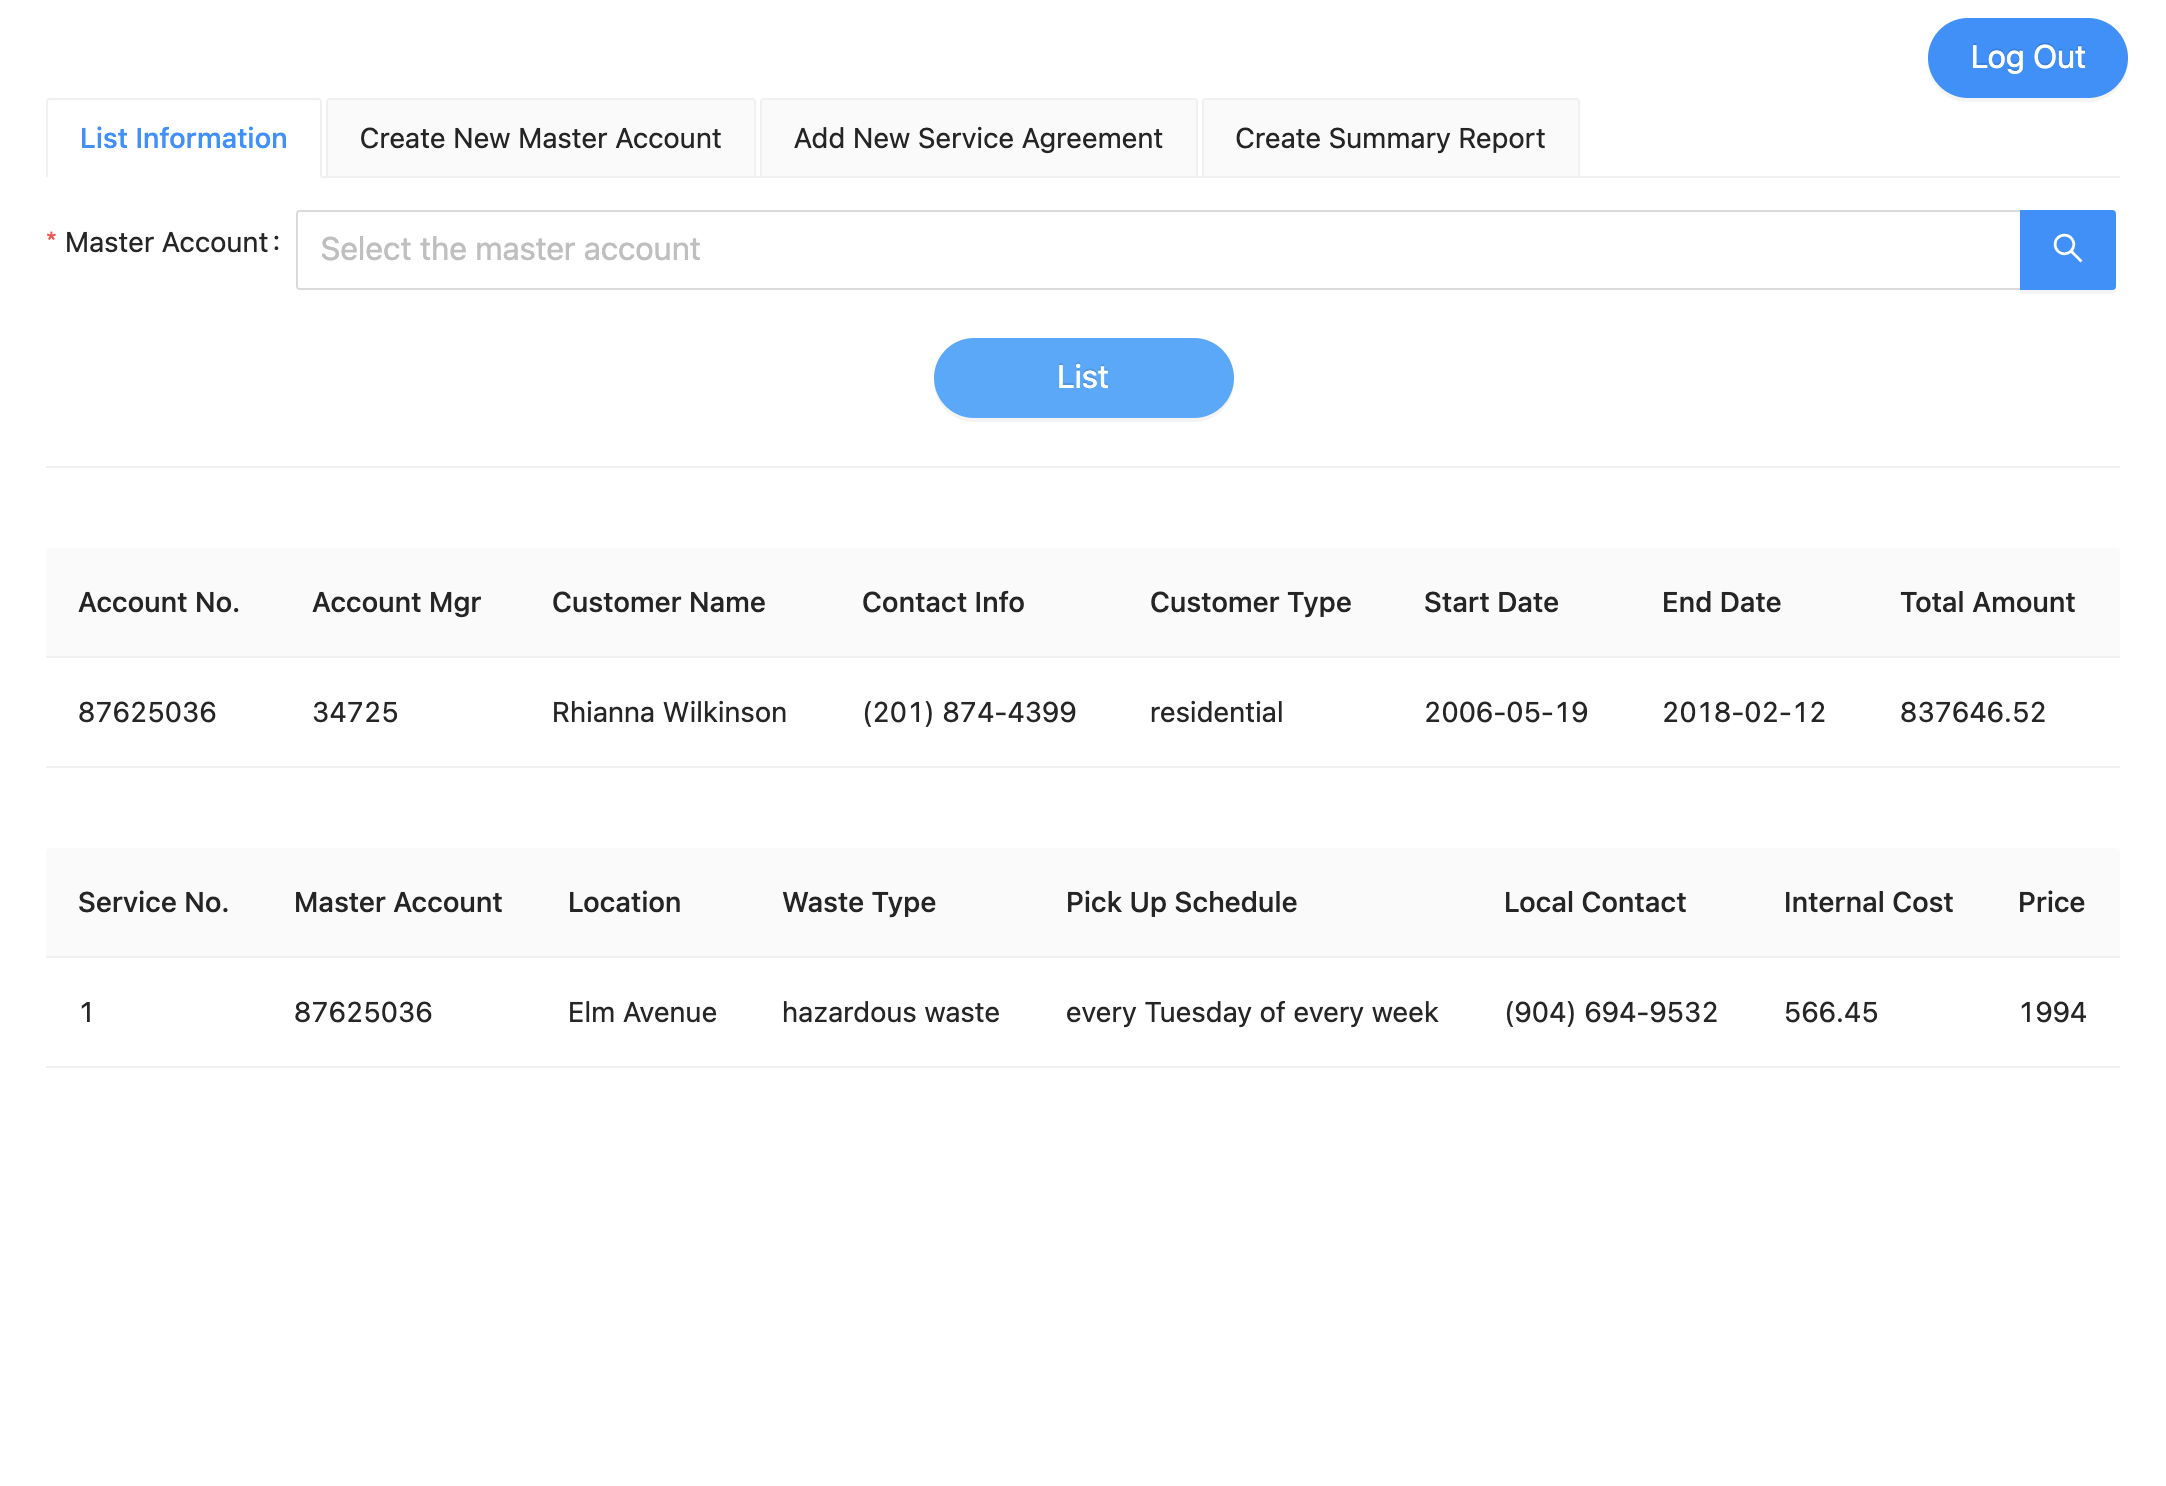 Log Out
List Information Create New Master Account Add New Service Agreement Create Summary Report
* Master Account: Select the master account
List
Account No. Account Mgr Customer Name Contact Info Customer Type Start Date End Date Total Amount
87625036 34725 Rhianna Wilkinson (201) 874-4399 residential 2006-05-19 2018-02-12 837646.52
Service No. Master Account Location Waste Type Pick Up Schedule Local Contact Internal Cost Price
1 87625036 Elm Avenue hazardous waste every Tuesday of every week (904) 694-9532 566.45 1994